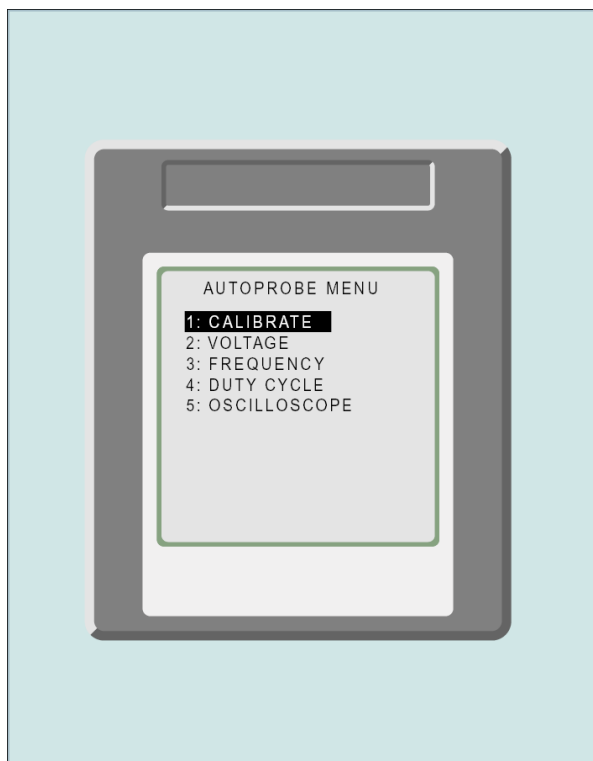 AUTOPROBE MENU
1: CALIBRATE
2: VOLTAGE
3: FREQUENCY
4: DUTY CYCLE
5: OSCILLOSCOPE